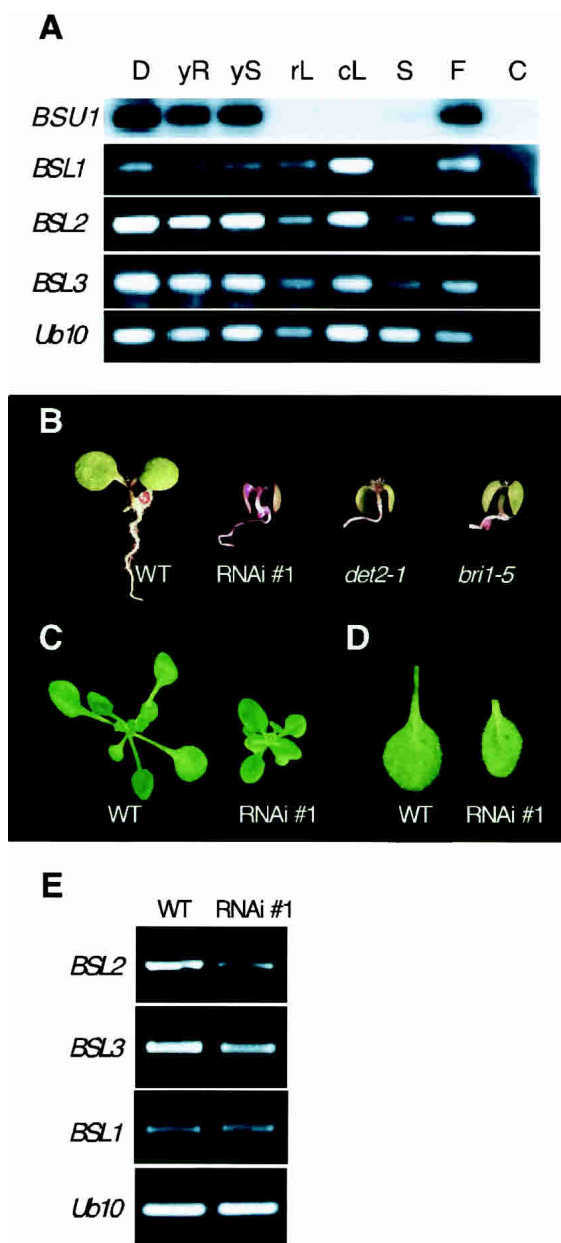 A
D yR yS rL cL S F C
BSU1
BSL1
BSL2
BSL3
Ub10
B
WT RNAi #1 det2-1 bri1-5
C D
WT RNAi #1 WT RNAi #1
E
WT RNAi #1
BSL2
BSL3
BSL1
Ub10